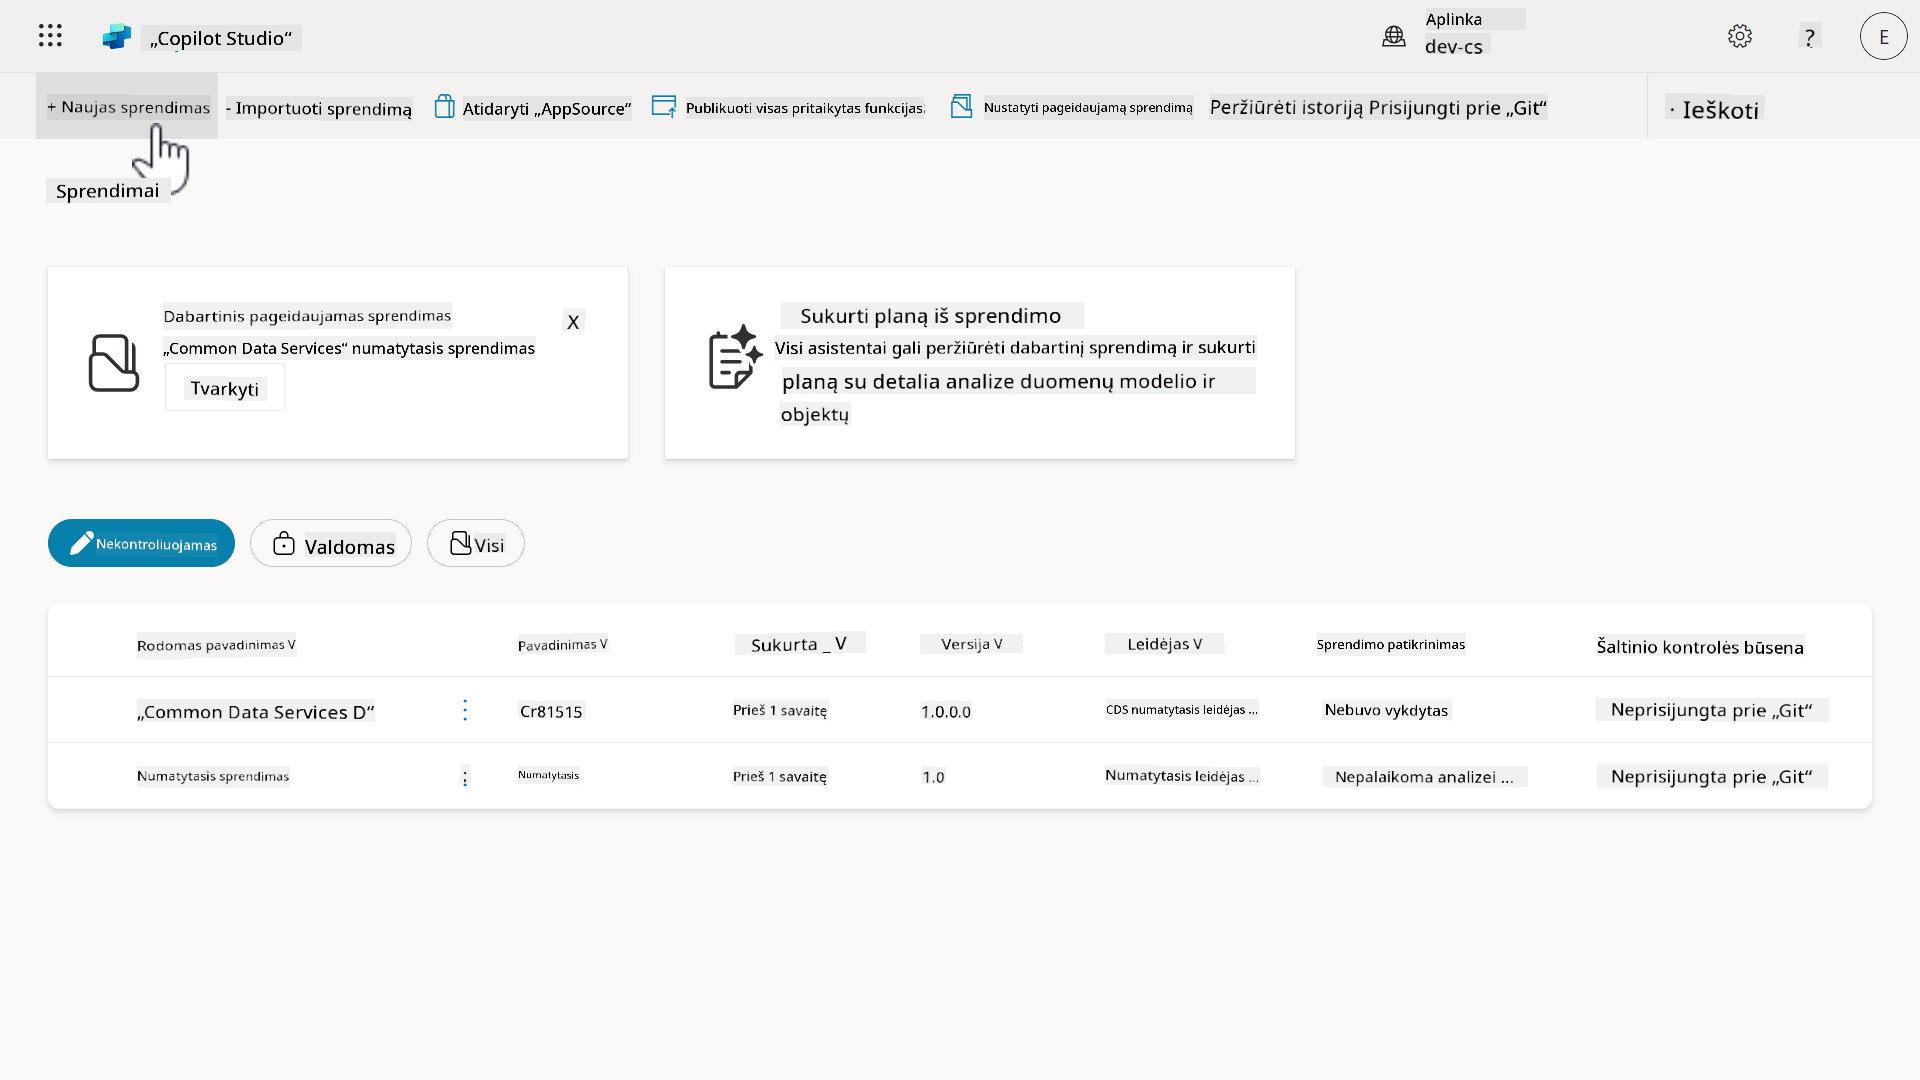 „Copilot Studio“
Aplinka
dev-cs
?
E
+ Naujas sprendimas
- Importuoti sprendimą
Atidaryti „AppSource“
Publikuoti visas pritaikytas funkcijas
Nustatyti pageidaujamą sprendimą
Peržiūrėti istoriją Prisijungti prie „Git“
· Ieškoti
Sprendimai
Dabartinis pageidaujamas sprendimas
X
„Common Data Services“ numatytasis sprendimas
Tvarkyti
Sukurti planą iš sprendimo
Visi asistentai gali peržiūrėti dabartinį sprendimą ir sukurti
planą su detalia analize duomenų modelio ir
objektų
Nekontroliuojamas
Valdomas
Visi
Rodomas pavadinimas V
Pavadinimas V
Sukurta _ V
Versija V
Leidėjas V
Sprendimo patikrinimas
Šaltinio kontrolės būsena
„Common Data Services D“
Cr81515
Prieš 1 savaitę
1.0.0.0
CDS numatytasis leidėjas ...
Nebuvo vykdytas
Neprisijungta prie „Git“
Numatytasis sprendimas
Numatytasis
Prieš 1 savaitę
1.0
Numatytasis leidėjas ...
Nepalaikoma analizei ...
Neprisijungta prie „Git“